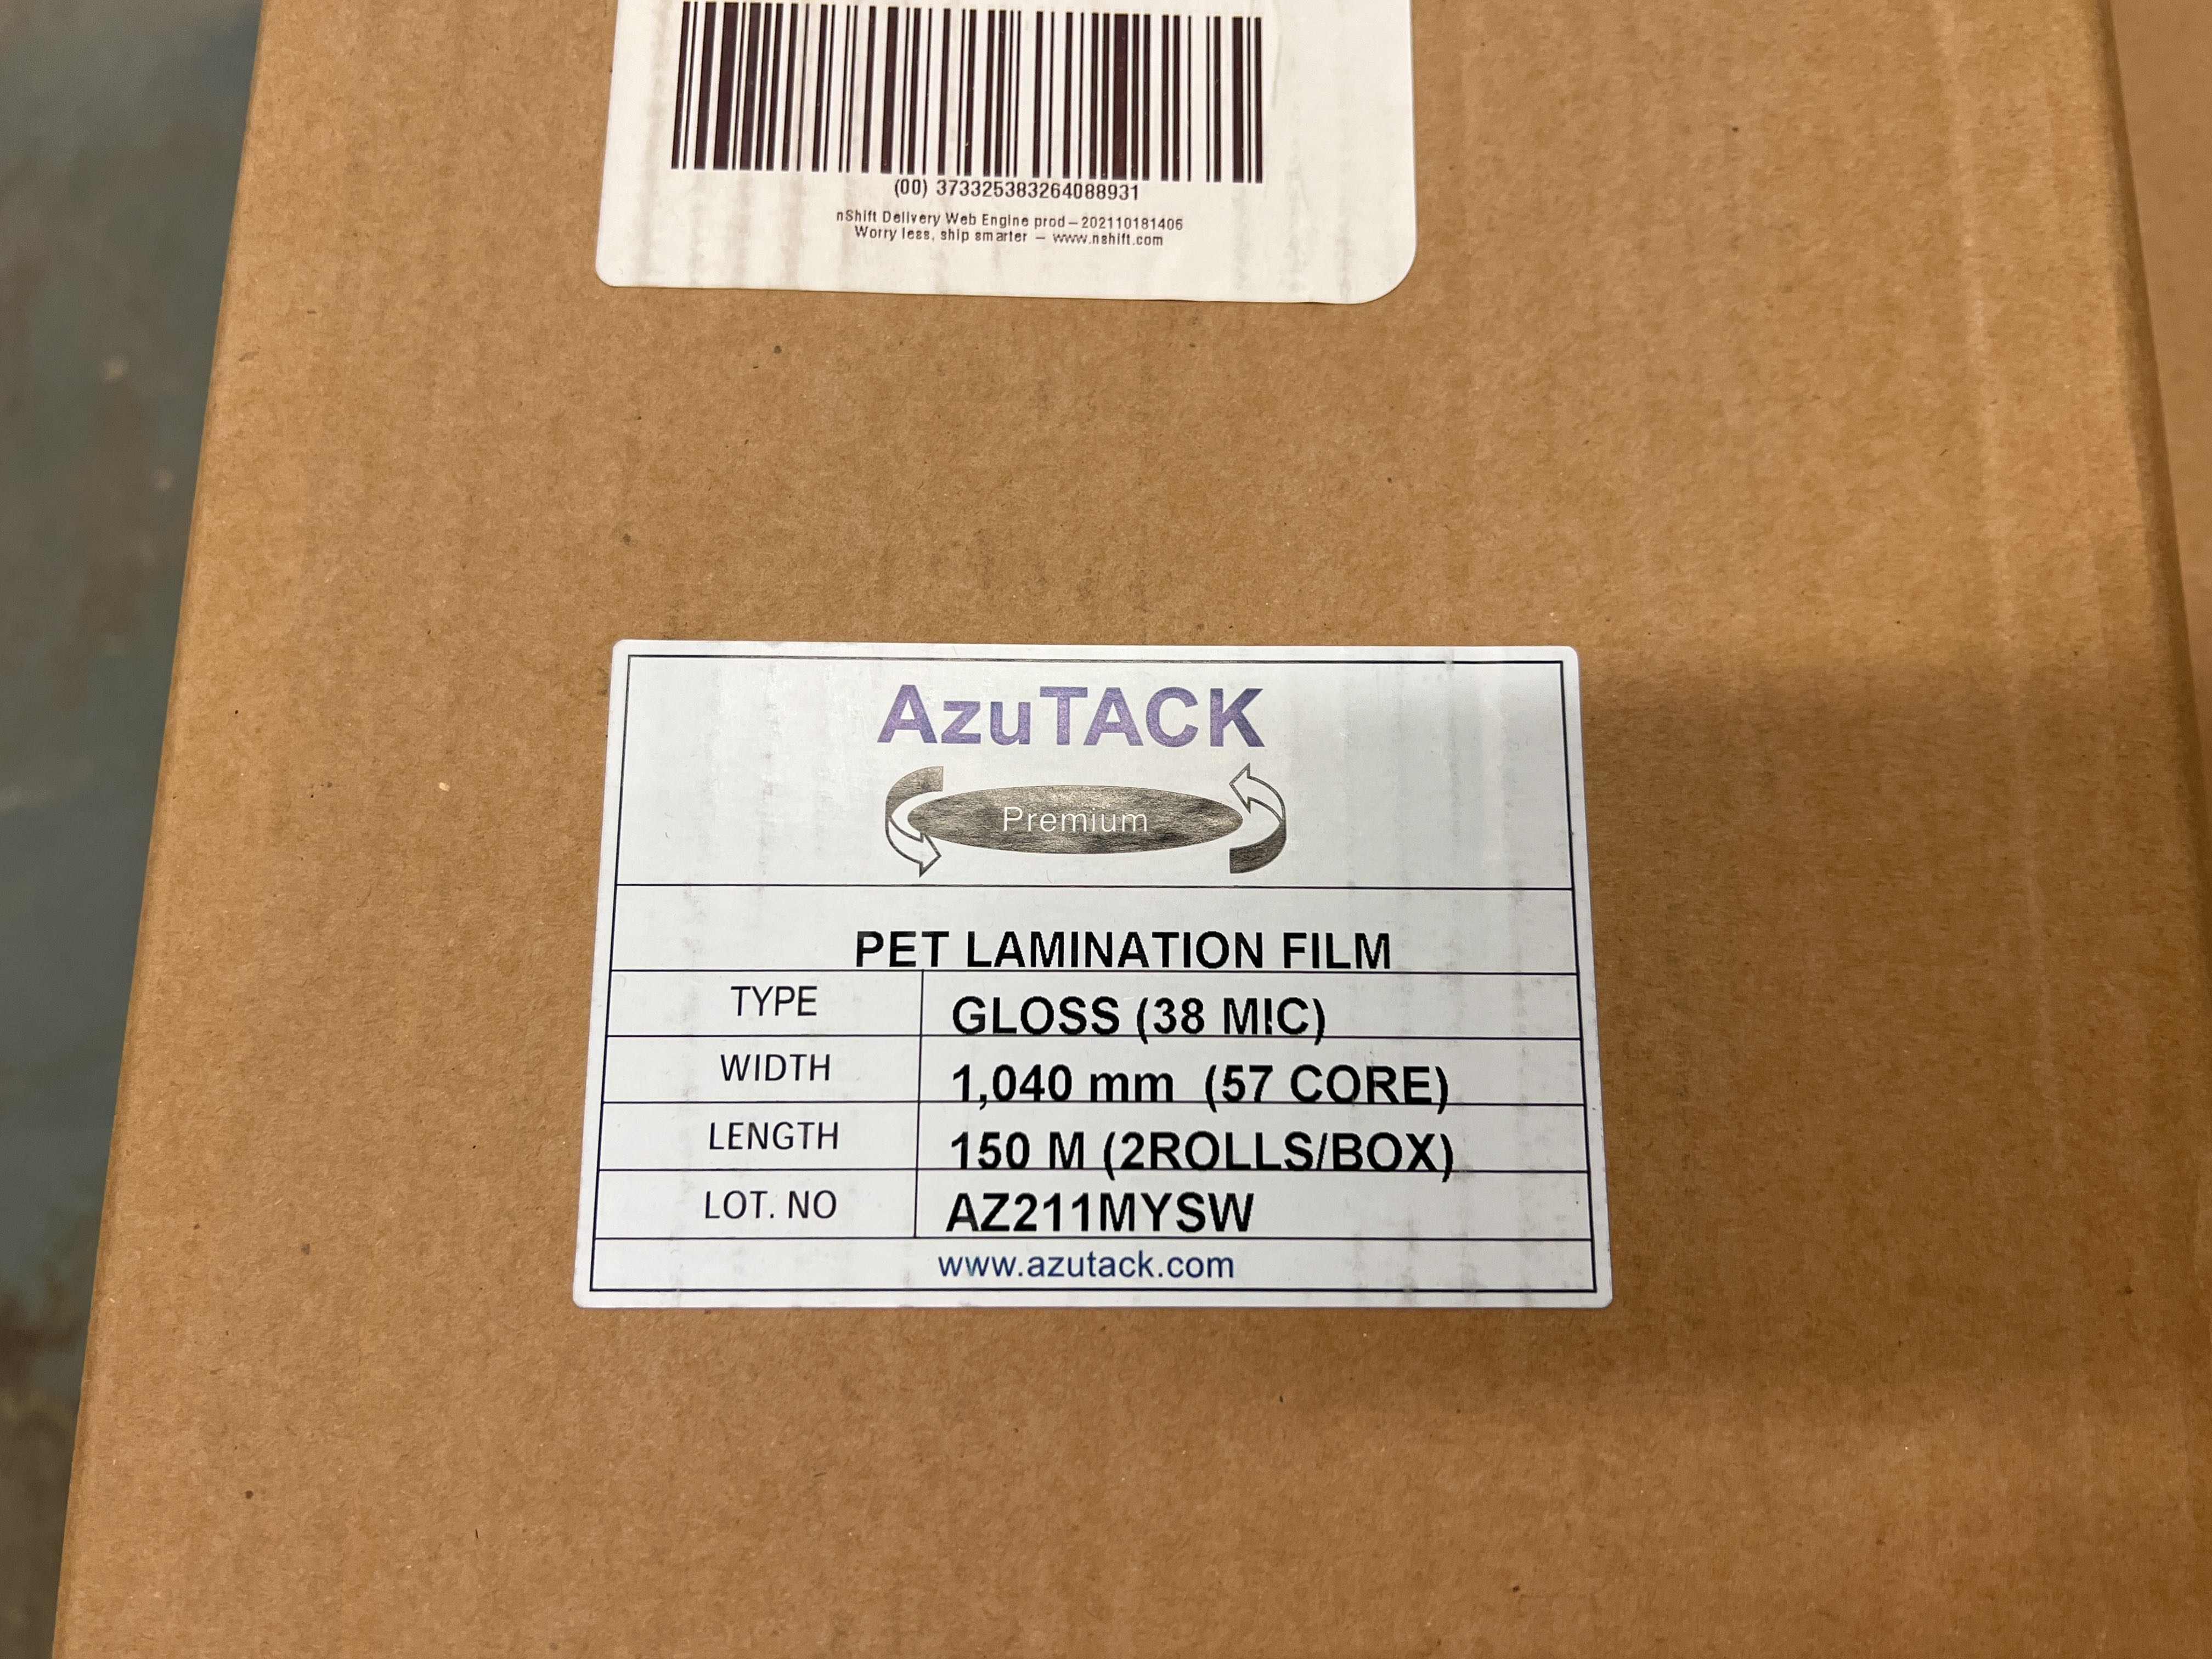 (00) 373325383264088931
nShift Delivery Web Engine prod-202110181406
Worry less, ship smarter - www.nshift.com
AzuTACK
Premium
PET LAMINATION FILM
TYPE GLOSS (38 MIC)
WIDTH 1,040 mm (57 CORE)
LENGTH 150 M (2ROLLS/BOX)
LOT. NO AZ211MYSW
www.azutack.com